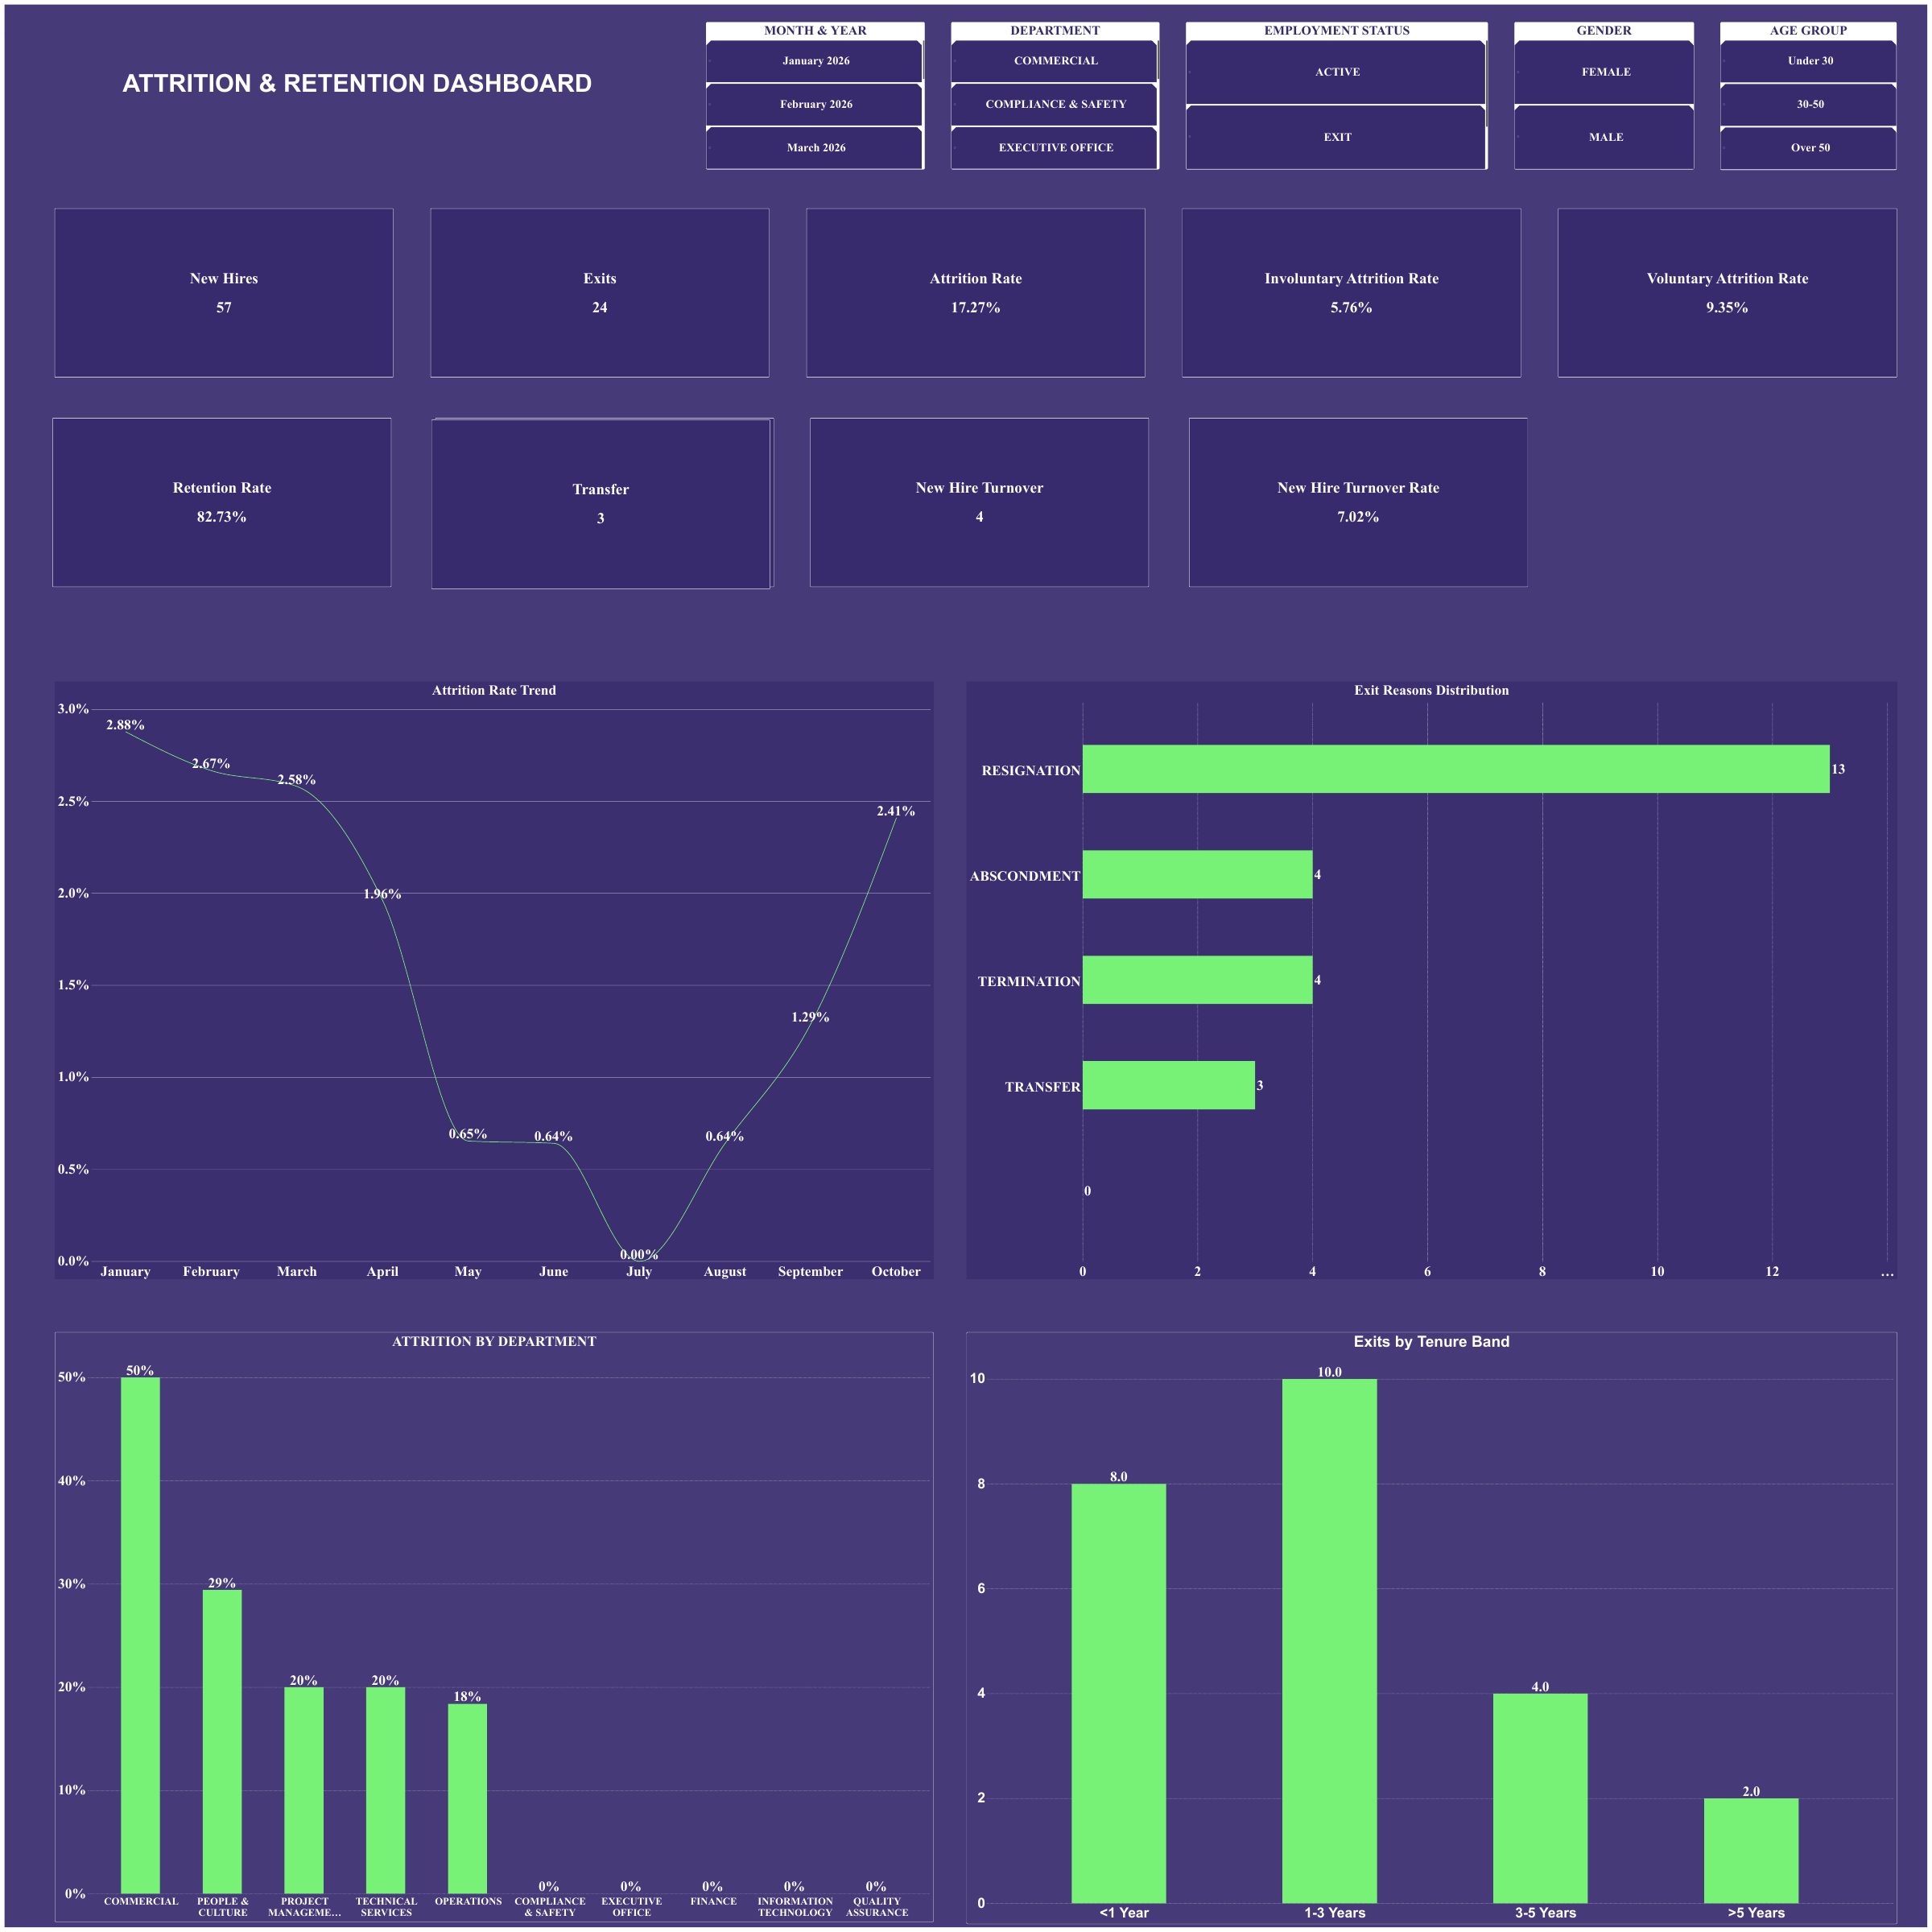 ATTRITION & RETENTION DASHBOARD
MONTH & YEAR
January 2026
February 2026
March 2026
DEPARTMENT
COMMERCIAL
COMPLIANCE & SAFETY
EXECUTIVE OFFICE
EMPLOYMENT STATUS
ACTIVE
EXIT
GENDER
FEMALE
MALE
AGE GROUP
Under 30
30-50
Over 50
New Hires
57
Exits
24
Attrition Rate
17.27%
Involuntary Attrition Rate
5.76%
Voluntary Attrition Rate
9.35%
Retention Rate
82.73%
Transfer
3
New Hire Turnover
4
New Hire Turnover Rate
7.02%
Attrition Rate Trend
3.0%
2.5%
2.0%
1.5%
1.0%
0.5%
0.0%
2.88%
2.67%
2.58%
1.96%
0.65%
0.64%
0.00%
0.64%
1.29%
2.41%
January
February
March
April
May
June
July
August
September
October
Exit Reasons Distribution
RESIGNATION
13
ABSCONDMENT
4
TERMINATION
4
TRANSFER
3
0
0
2
4
6
8
10
12
...
ATTRITION BY DEPARTMENT
50%
40%
30%
20%
10%
0%
50%
29%
20%
20%
18%
0%
0%
0%
0%
0%
COMMERCIAL
PEOPLE &
CULTURE
PROJECT
MANAGEME...
TECHNICAL
SERVICES
OPERATIONS
COMPLIANCE
& SAFETY
EXECUTIVE
OFFICE
FINANCE
INFORMATION
TECHNOLOGY
QUALITY
ASSURANCE
Exits by Tenure Band
10
8
6
4
2
0
8.0
10.0
4.0
2.0
<1 Year
1-3 Years
3-5 Years
>5 Years